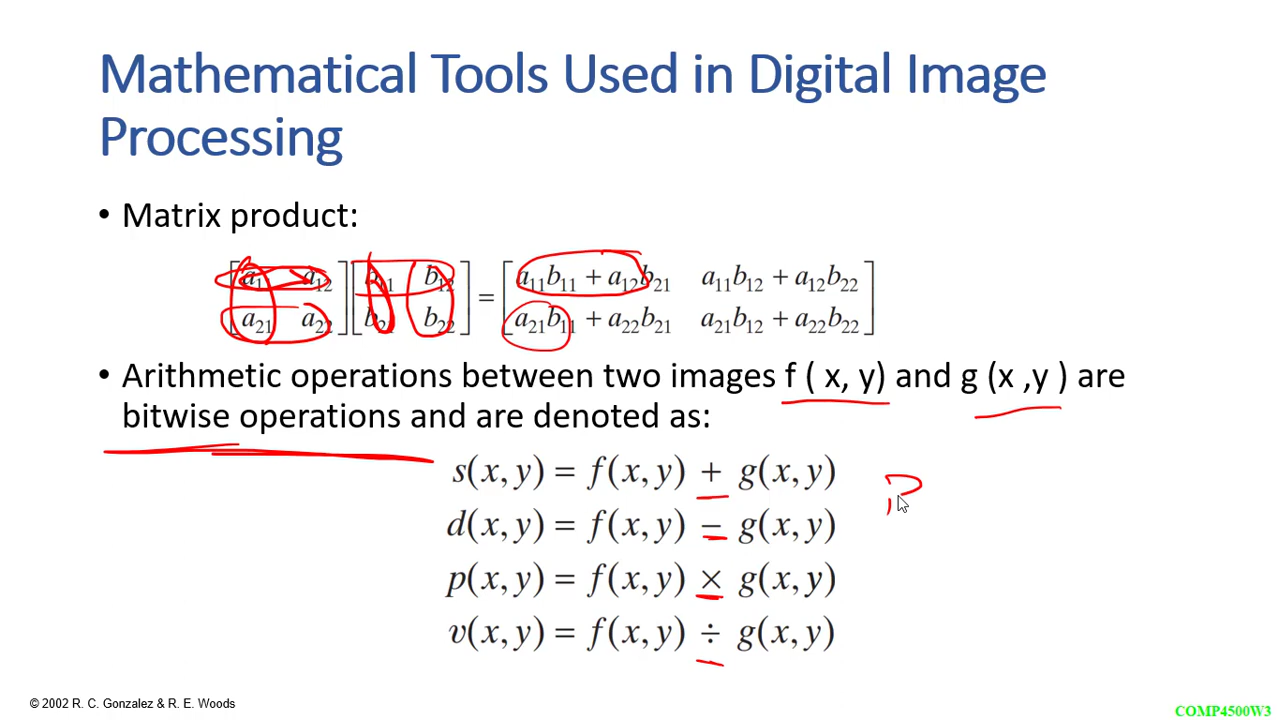 Mathematical Tools Used in Digital Image
Processing
• Matrix product:
[a₁₁ a₁₂] [b₁₁ b₁₂] = [a₁₁b₁₁ + a₁₂b₂₁ a₁₁b₁₂ + a₁₂b₂₂]
[a₂₁ a₂₂] [b₂₁ b₂₂] [a₂₁b₁₁ + a₂₂b₂₁ a₂₁b₁₂ + a₂₂b₂₂]
• Arithmetic operations between two images f ( x, y) and g (x ,y ) are
bitwise operations and are denoted as:
s(x, y) = f(x, y) + g(x, y)
d(x, y) = f(x, y) − g(x, y)
p(x, y) = f(x, y) × g(x, y)
v(x, y) = f(x, y) ÷ g(x, y)
© 2002 R. C. Gonzalez & R. E. Woods
COMP4500W3